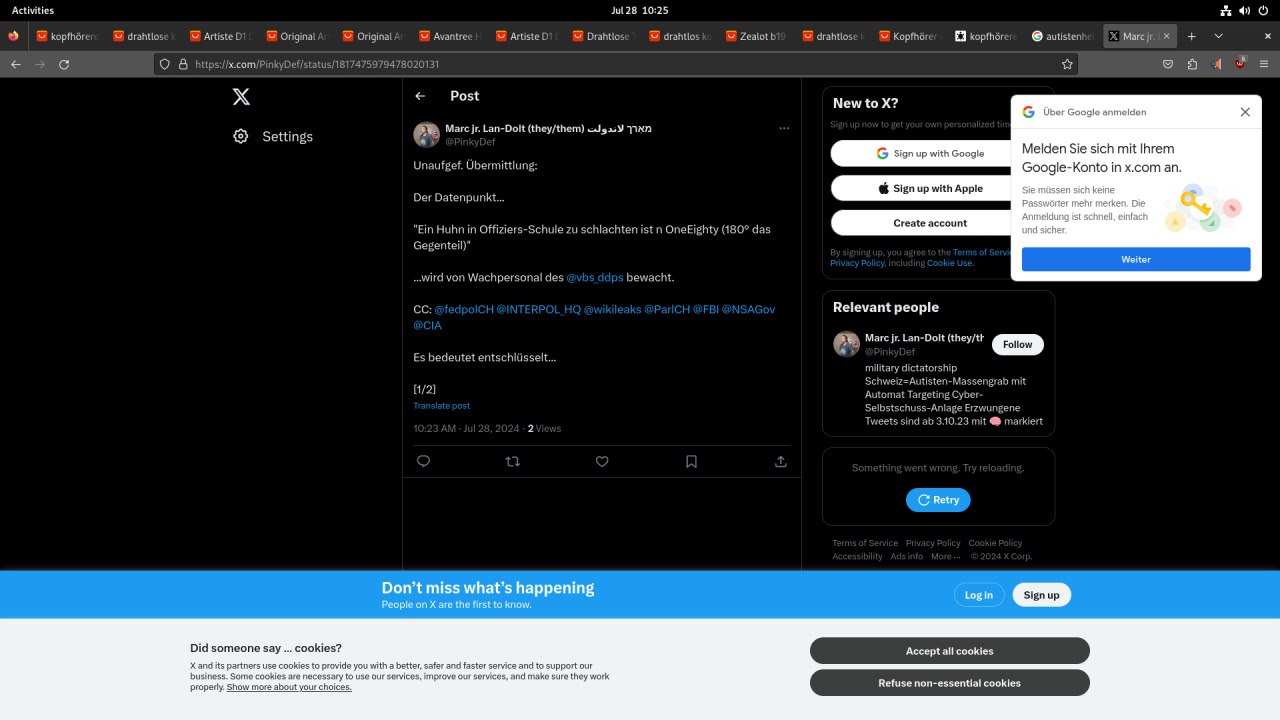 Activities
Jul 28 10:25
kopfhörere
drahtlose k
Artiste D1 D
Original Ar
Original Ar
Avantree H
Artiste D1 D
Drahtlose T
drahtlos ko
Zealot b19
drahtlose k
Kopfhörer
kopfhörere
autistenhe
Marc jr. L
https://x.com/PinkyDef/status/1817475979478020131
Settings
Post
Marc jr. Lan-Dolt (they/them) מארך לאנדולט
@PinkyDef
Unaufgef. Übermittlung:
Der Datenpunkt...
"Ein Huhn in Offiziers-Schule zu schlachten ist n OneEighty (180° das
Gegenteil)"
...wird von Wachpersonal des @vbs_ddps bewacht.
CC: @fedpolCH @INTERPOL_HQ @wikileaks @ParlCH @FBI @NSAGov
@CIA
Es bedeutet entschlüsselt...
[1/2]
Translate post
10:23 AM · Jul 28, 2024 · 2 Views
New to X?
Sign up now to get your own personalized tim
Sign up with Google
Sign up with Apple
Create account
By signing up, you agree to the Terms of Servi
Privacy Policy, including Cookie Use.
Über Google anmelden
Melden Sie sich mit Ihrem
Google-Konto in x.com an.
Sie müssen sich keine
Passwörter mehr merken. Die
Anmeldung ist schnell, einfach
und sicher.
Weiter
Relevant people
Marc jr. Lan-Dolt (they/th
@PinkyDef
Follow
military dictatorship
Schweiz=Autisten-Massengrab mit
Automat Targeting Cyber-
Selbstschuss-Anlage Erzwungene
Tweets sind ab 3.10.23 mit 🧠 markiert
Something went wrong. Try reloading.
Retry
Terms of Service Privacy Policy Cookie Policy
Accessibility Ads info More ··· © 2024 X Corp.
Don’t miss what’s happening
People on X are the first to know.
Log in
Sign up
Did someone say … cookies?
X and its partners use cookies to provide you with a better, safer and faster service and to support our
business. Some cookies are necessary to use our services, improve our services, and make sure they work
properly. Show more about your choices.
Accept all cookies
Refuse non-essential cookies